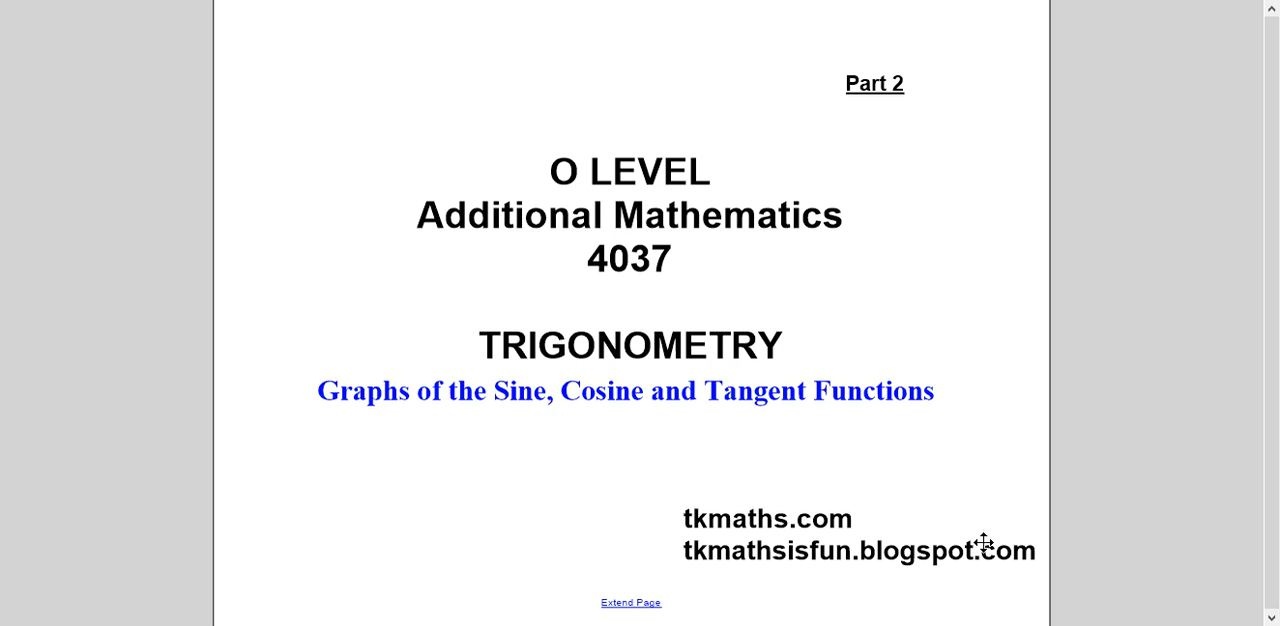 Part 2
O LEVEL
Additional Mathematics
4037
TRIGONOMETRY
Graphs of the Sine, Cosine and Tangent Functions
tkmaths.com
tkmathsisfun.blogspot.com
Extend Page